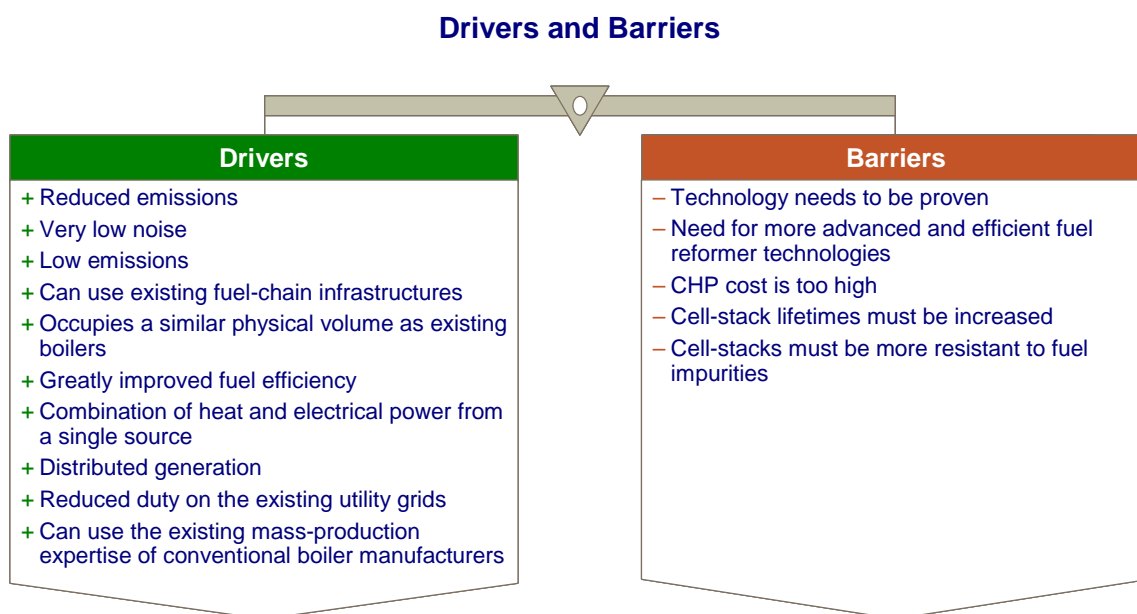 Drivers and Barriers
Drivers
+ Reduced emissions
+ Very low noise
+ Low emissions
+ Can use existing fuel-chain infrastructures
+ Occupies a similar physical volume as existing
boilers
+ Greatly improved fuel efficiency
+ Combination of heat and electrical power from
a single source
+ Distributed generation
+ Reduced duty on the existing utility grids
+ Can use the existing mass-production
expertise of conventional boiler manufacturers
Barriers
– Technology needs to be proven
– Need for more advanced and efficient fuel
reformer technologies
– CHP cost is too high
– Cell-stack lifetimes must be increased
– Cell-stacks must be more resistant to fuel
impurities